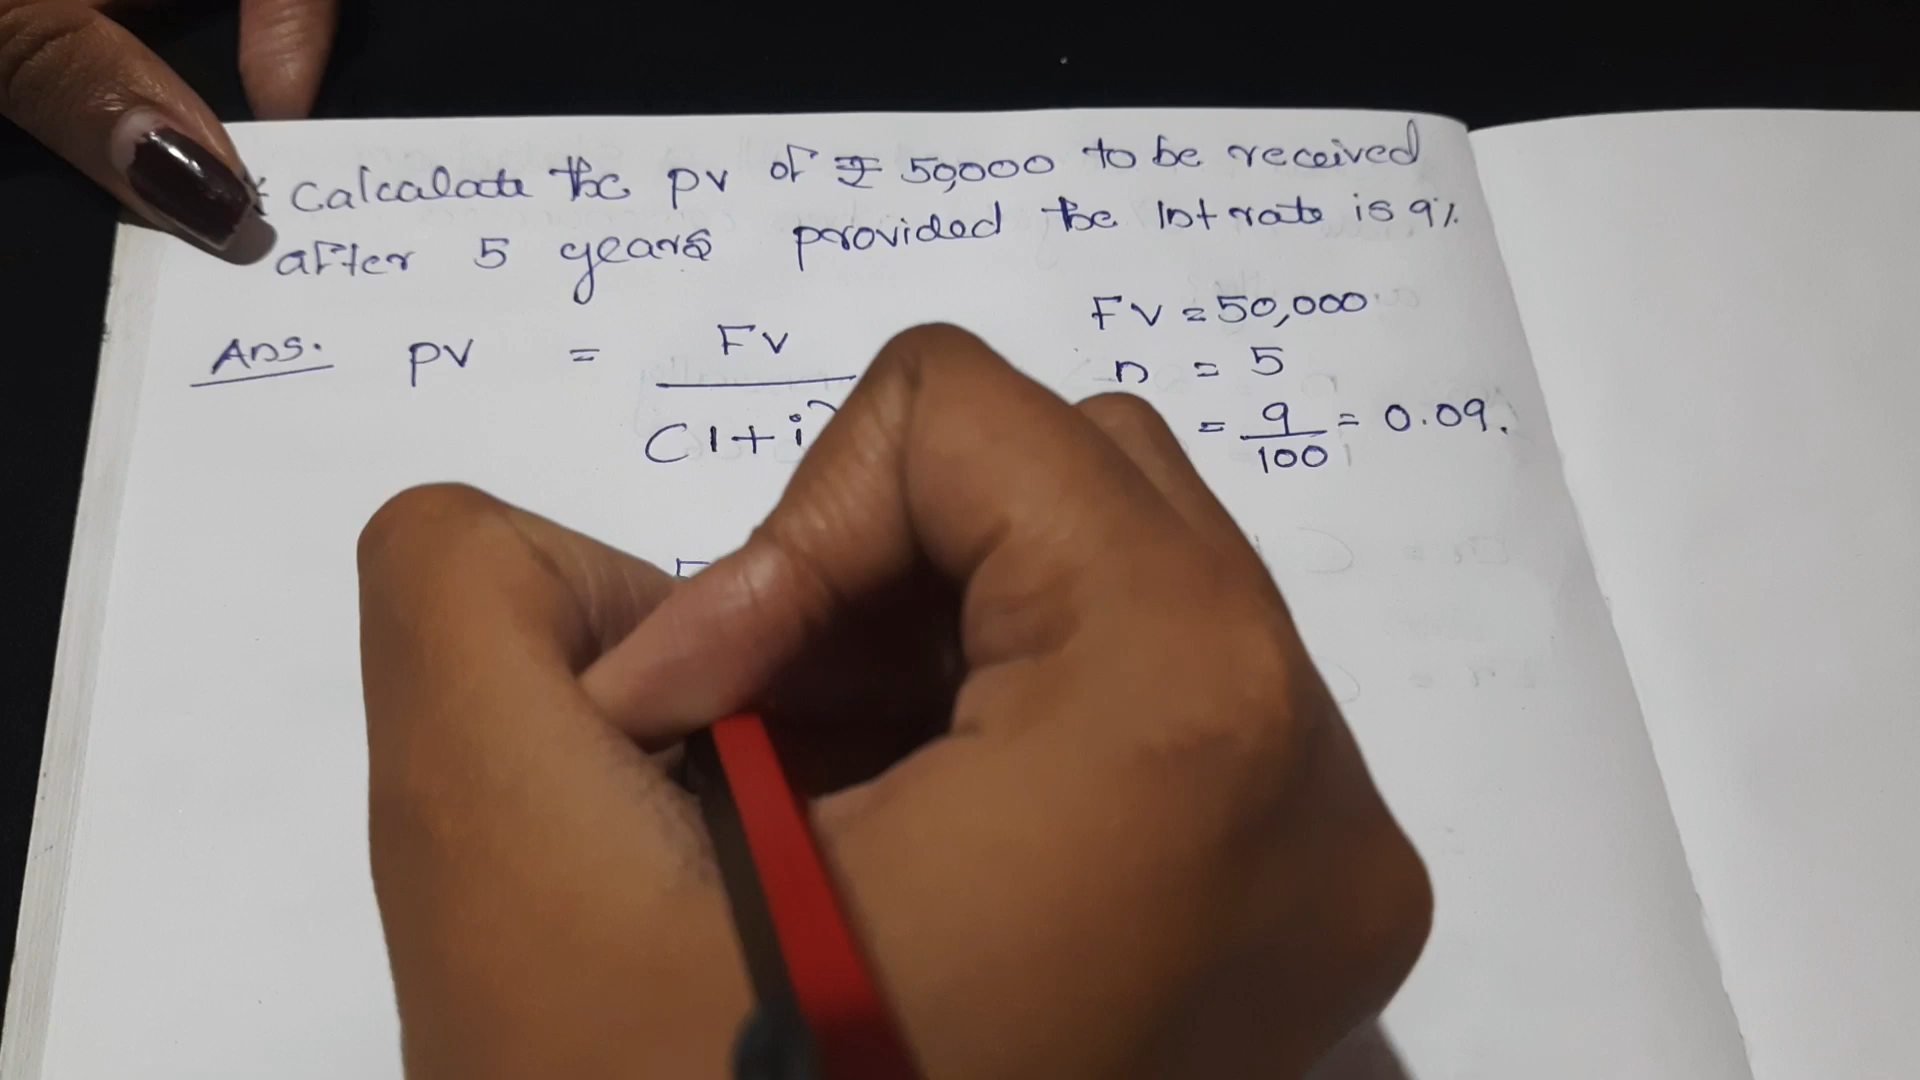 * Calcalate the pv of ₹ 50,000 to be received
after 5 years provided the Int rate is 9%
Ans. pv = FV
(1+i)
FV = 50,000
n = 5
= 9 = 0.09.
100